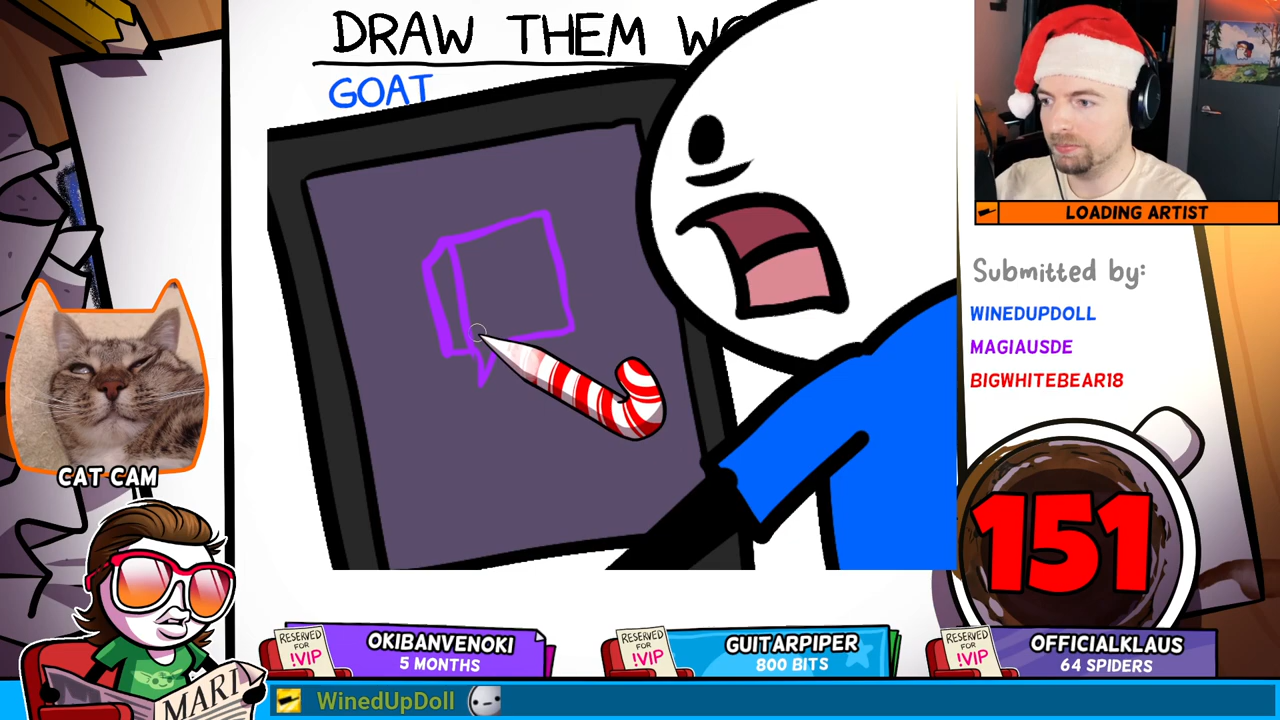 DRAW THEM WO
GOAT
LOADING ARTIST
Submitted by:
WINEDUPDOLL
MAGIAUSDE
BIGWHITEBEAR18
151
CAT CAM
MARI
RESERVED FOR !VIP
OKIBANVENOKI
5 MONTHS
RESERVED FOR !VIP
GUITARPIPER
800 BITS
RESERVED FOR !VIP
OFFICIALKLAUS
64 SPIDERS
WinedUpDoll